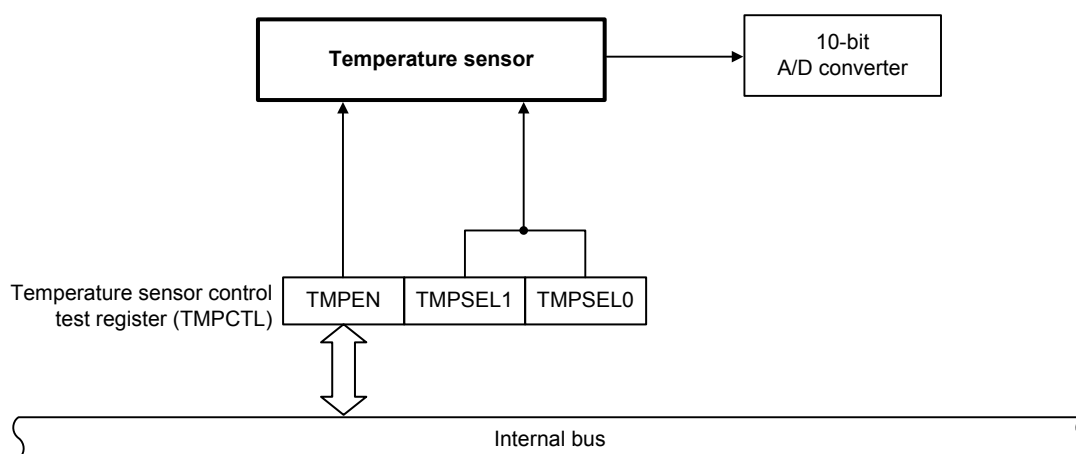 Temperature sensor
10-bit
A/D converter
Temperature sensor control
test register (TMPCTL)
TMPEN
TMPSEL1
TMPSEL0
Internal bus